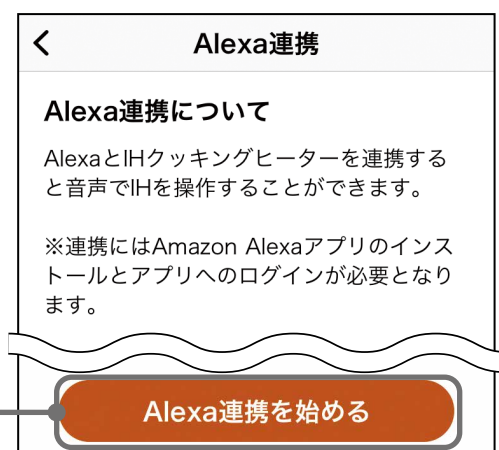 Alexa連携
Alexa連携について
AlexaとIHクッキングヒーターを連携する
と音声でIHを操作することができます。
※連携にはAmazon Alexaアプリのインス
トールとアプリへのログインが必要となり
ます。
Alexa連携を始める